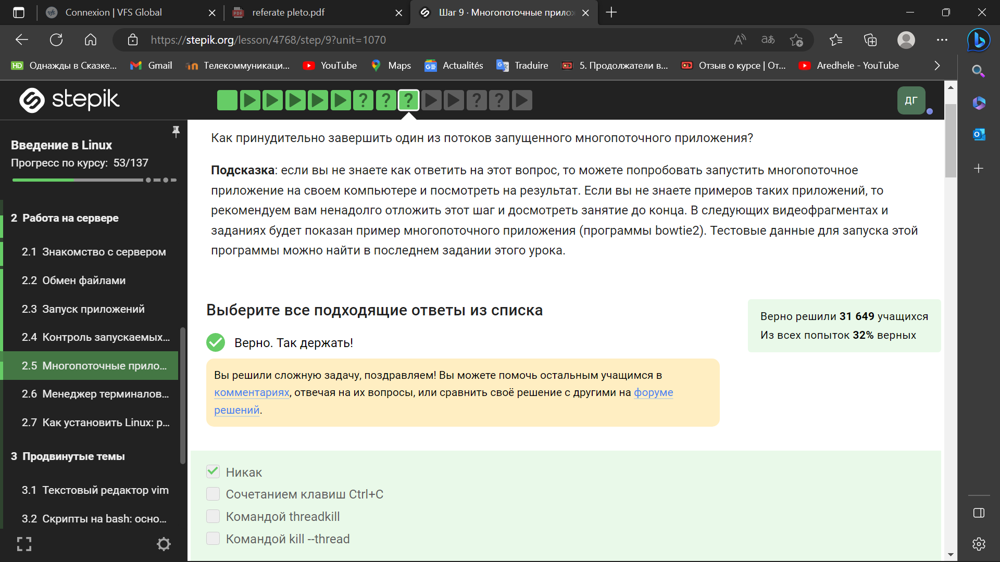 Connexion | VFS Global
referate pleto.pdf
Шаг 9 · Многопоточные прило
https://stepik.org/lesson/4768/step/9?unit=1070
Однажды в Сказке...
Gmail
Телекоммуникаци...
YouTube
Maps
Actualités
Traduire
5. Продолжатели в...
Отзыв о курсе | От...
Aredhele - YouTube
stepik
ДГ
Введение в Linux
Прогресс по курсу: 53/137
2 Работа на сервере
2.1 Знакомство с сервером
2.2 Обмен файлами
2.3 Запуск приложений
2.4 Контроль запускаемых...
2.5 Многопоточные прило...
2.6 Менеджер терминалов...
2.7 Как установить Linux: р...
3 Продвинутые темы
3.1 Текстовый редактор vim
3.2 Скрипты на bash: осно...
Как принудительно завершить один из потоков запущенного многопоточного приложения?
Подсказка: если вы не знаете как ответить на этот вопрос, то можете попробовать запустить многопоточное
приложение на своем компьютере и посмотреть на результат. Если вы не знаете примеров таких приложений, то
рекомендуем вам ненадолго отложить этот шаг и досмотреть занятие до конца. В следующих видеофрагментах и
заданиях будет показан пример многопоточного приложения (программы bowtie2). Тестовые данные для запуска этой
программы можно найти в последнем задании этого урока.
Выберите все подходящие ответы из списка
Верно решили 31 649 учащихся
Из всех попыток 32% верных
Верно. Так держать!
Вы решили сложную задачу, поздравляем! Вы можете помочь остальным учащимся в
комментариях, отвечая на их вопросы, или сравнить своё решение с другими на форуме
решений.
Никак
Сочетанием клавиш Ctrl+C
Командой threadkill
Командой kill --thread